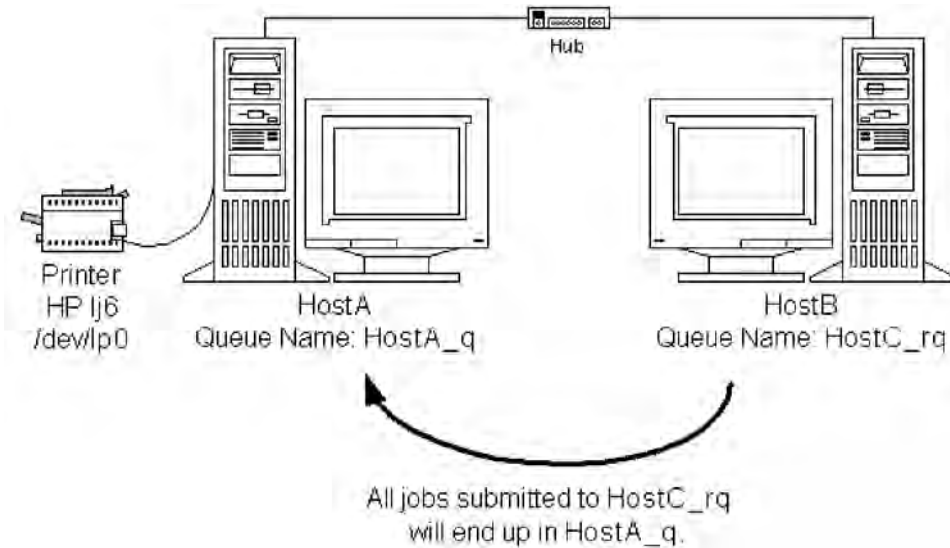 Hub
Printer
HP lj6
/dev/lp0
HostA
Queue Name: HostA_q
HostB
Queue Name: HostC_rq
All jobs submitted to HostC_rq
will end up in HostA_q.